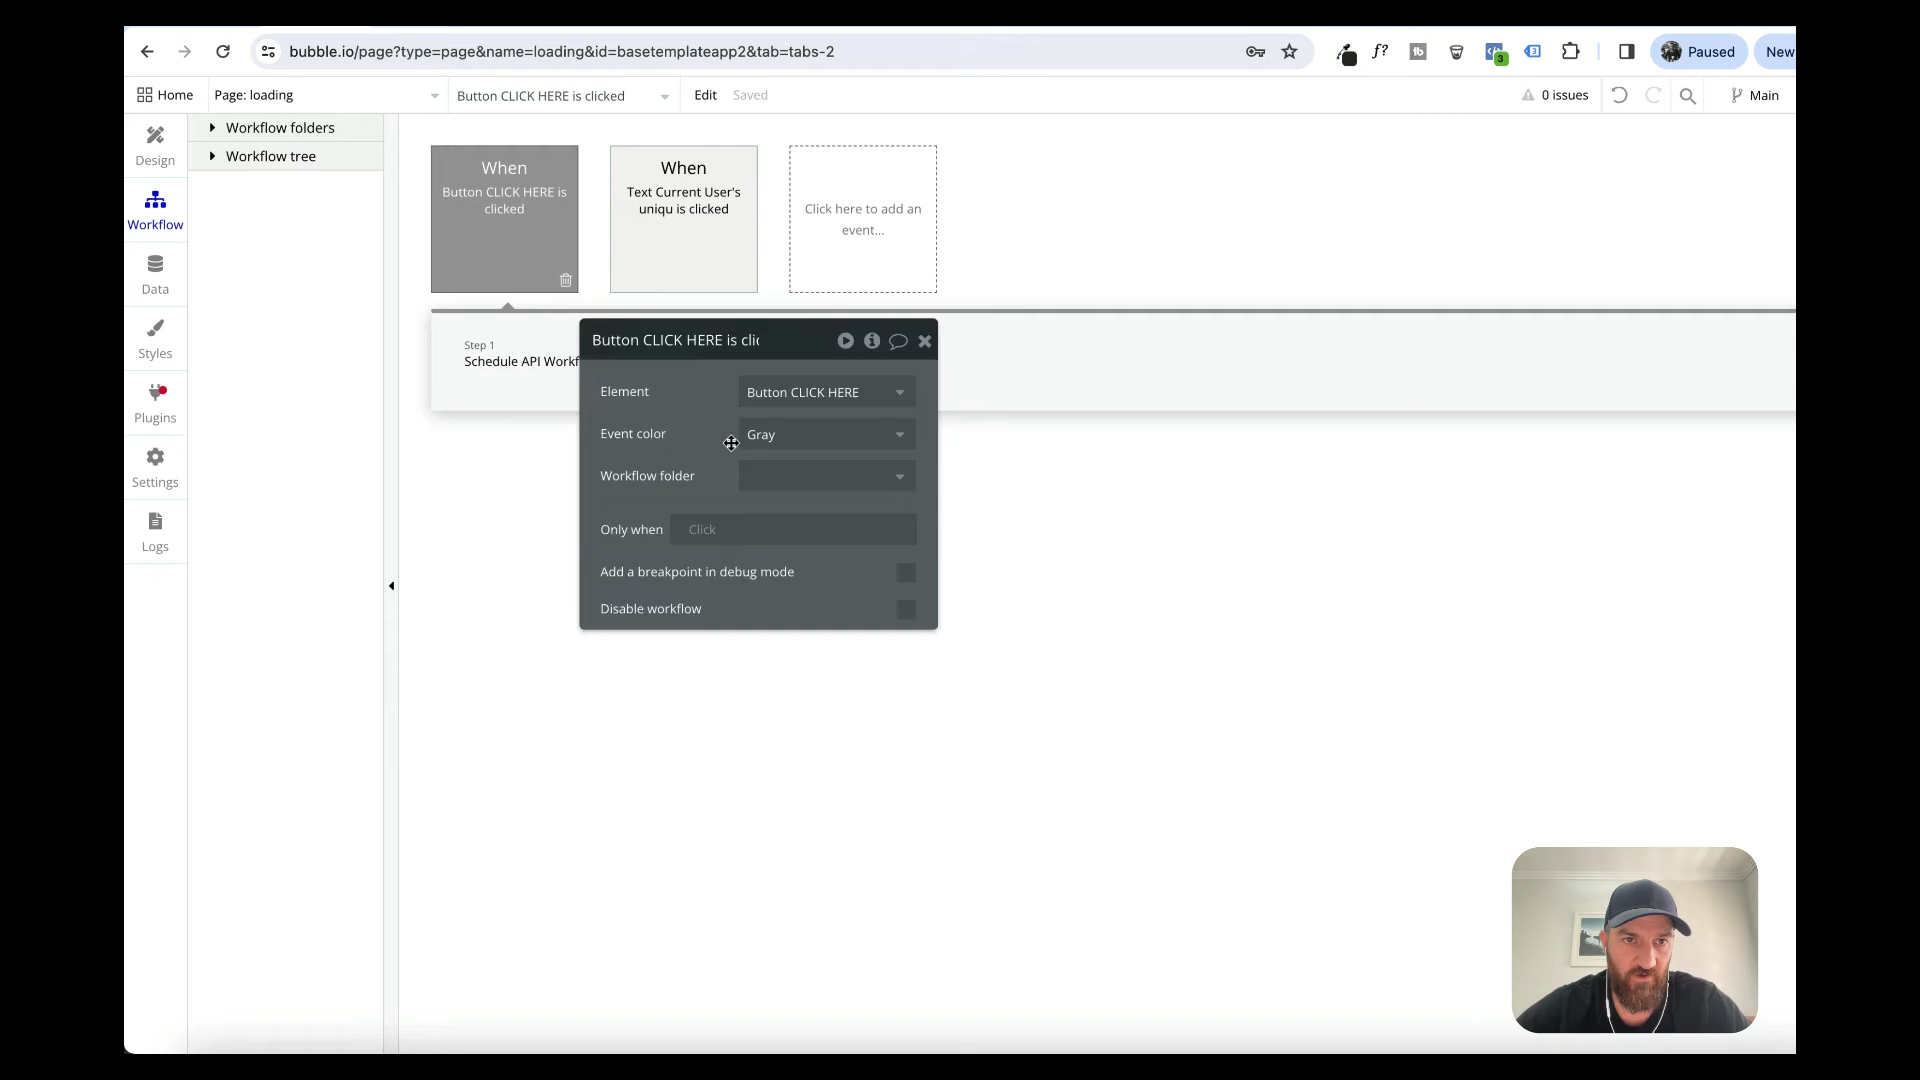 bubble.io/page?type=page&name=loading&id=basetemplateapp2&tab=tabs-2
f?
3
3
Paused
New
Home
Page: loading
Button CLICK HERE is clicked
Edit
Saved
0 issues
Main
Design
Workflow
Data
Styles
Plugins
Settings
Logs
Workflow folders
Workflow tree
When
Button CLICK HERE is
clicked
When
Text Current User's
uniqu is clicked
Click here to add an
event...
Step 1
Schedule API Workf
Button CLICK HERE is clic
Element
Button CLICK HERE
Event color
Gray
Workflow folder
Only when
Click
Add a breakpoint in debug mode
Disable workflow